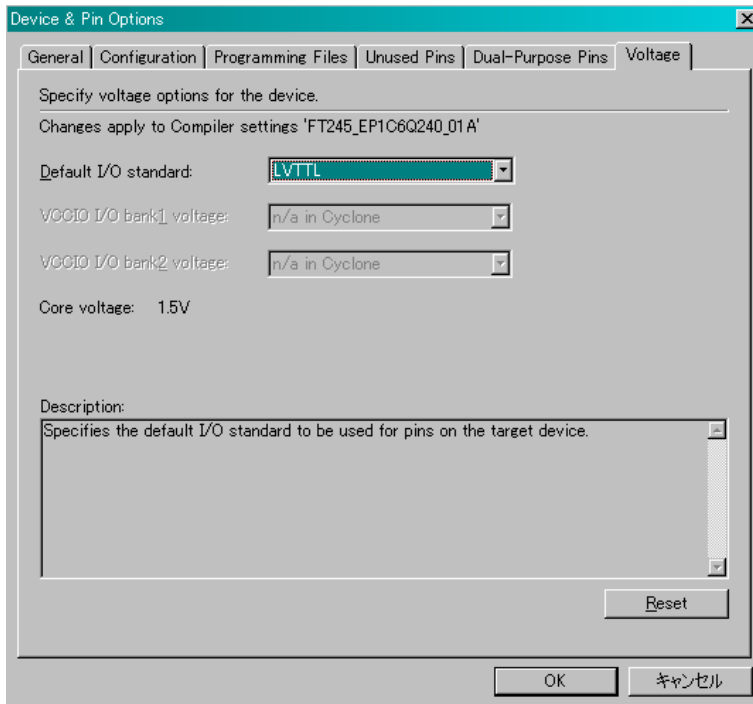 Device & Pin Options
General Configuration Programming Files Unused Pins Dual-Purpose Pins Voltage
Specify voltage options for the device.
Changes apply to Compiler settings 'FT245_EP1C6Q240_01A'
Default I/O standard: LVTTL
VCCIO I/O bank1 voltage: n/a in Cyclone
VCCIO I/O bank2 voltage: n/a in Cyclone
Core voltage: 1.5V
Description:
Specifies the default I/O standard to be used for pins on the target device.
Reset
OK キャンセル